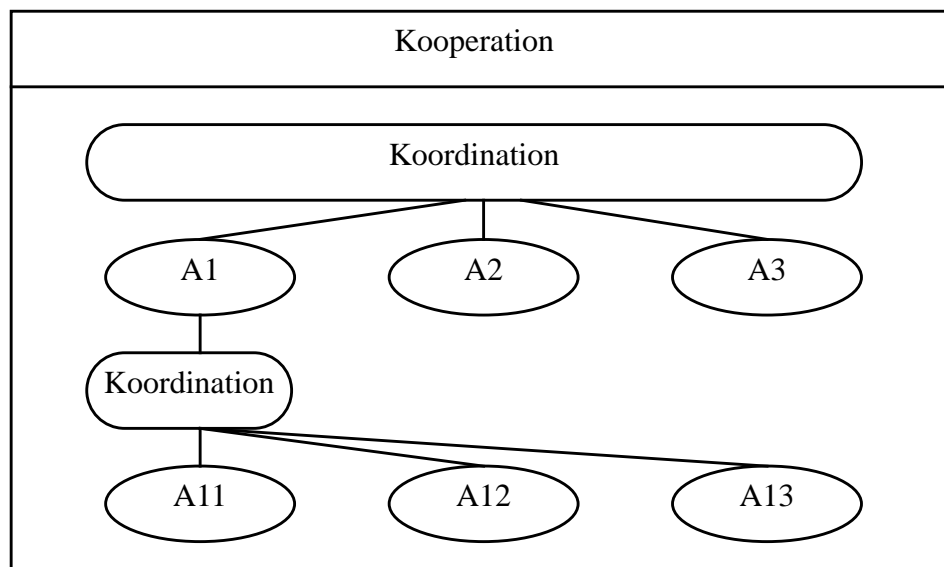 Kooperation
Koordination
A1
A2
A3
Koordination
A11
A12
A13